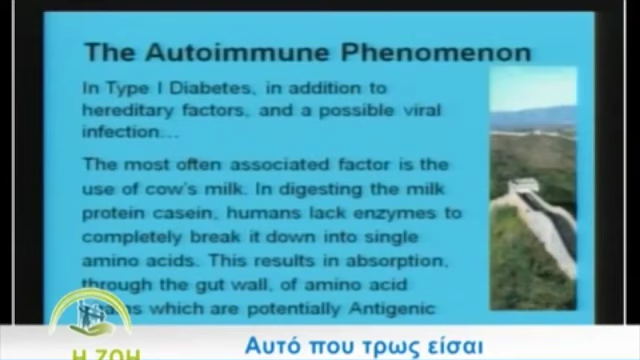 The Autoimmune Phenomenon
In Type I Diabetes, in addition to
hereditary factors, and a possible viral
infection...
The most often associated factor is the
use of cow's milk. In digesting the milk
protein casein, humans lack enzymes to
completely break it down into single
amino acids. This results in absorption,
through the gut wall, of amino acid
which are potentially Antigenic
Η ΖΩΗ
Αυτό που τρως είσαι